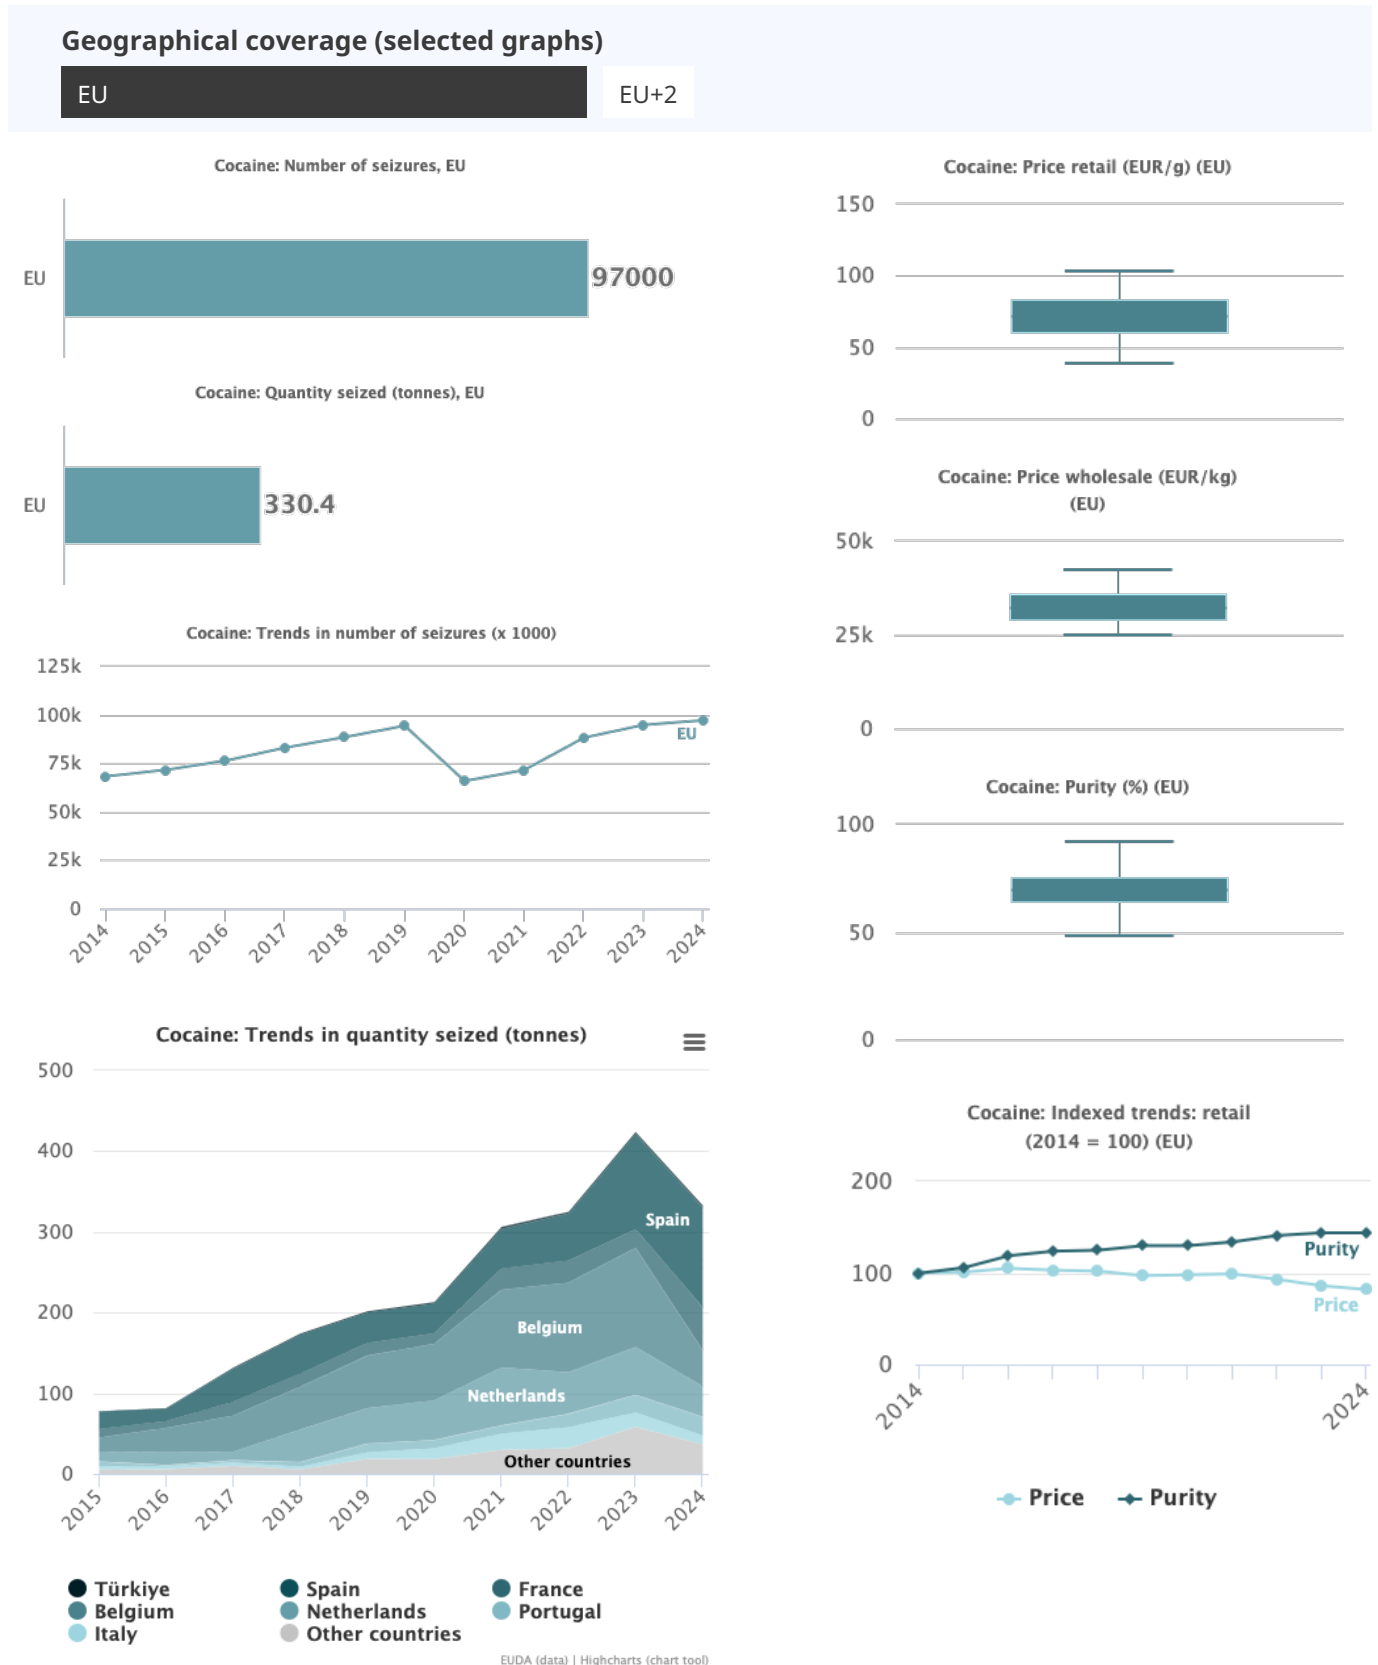 Geographical coverage (selected graphs)
EU
EU+2
Cocaine: Number of seizures, EU
EU
97000
Cocaine: Quantity seized (tonnes), EU
EU
330.4
Cocaine: Trends in number of seizures (x 1000)
125k
100k
75k
50k
25k
0
EU
2014
2015
2016
2017
2018
2019
2020
2021
2022
2023
2024
Cocaine: Trends in quantity seized (tonnes)
500
400
300
200
100
0
Spain
Belgium
Netherlands
Other countries
2015
2016
2017
2018
2019
2020
2021
2022
2023
2024
Türkiye
Spain
France
Belgium
Netherlands
Portugal
Italy
Other countries
EUDA (data) | Highcharts (chart tool)
Cocaine: Price retail (EUR/g) (EU)
150
100
50
0
Cocaine: Price wholesale (EUR/kg)
(EU)
50k
25k
0
Cocaine: Purity (%) (EU)
100
50
0
Cocaine: Indexed trends: retail
(2014 = 100) (EU)
200
100
0
Purity
Price
2014
2024
Price
Purity